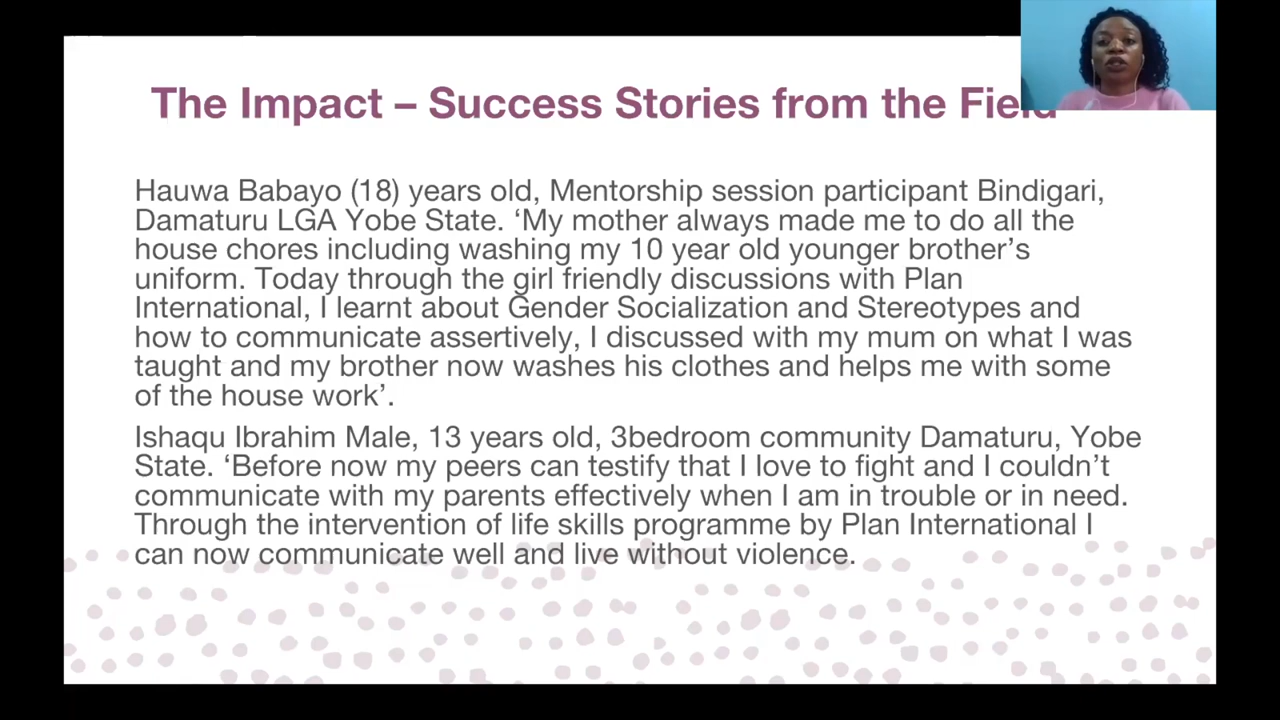 The Impact – Success Stories from the Field
Hauwa Babayo (18) years old, Mentorship session participant Bindigari,
Damaturu LGA Yobe State. ‘My mother always made me to do all the
house chores including washing my 10 year old younger brother’s
uniform. Today through the girl friendly discussions with Plan
International, I learnt about Gender Socialization and Stereotypes and
how to communicate assertively, I discussed with my mum on what I was
taught and my brother now washes his clothes and helps me with some
of the house work’.
Ishaqu Ibrahim Male, 13 years old, 3bedroom community Damaturu, Yobe
State. ‘Before now my peers can testify that I love to fight and I couldn’t
communicate with my parents effectively when I am in trouble or in need.
Through the intervention of life skills programme by Plan International I
can now communicate well and live without violence.